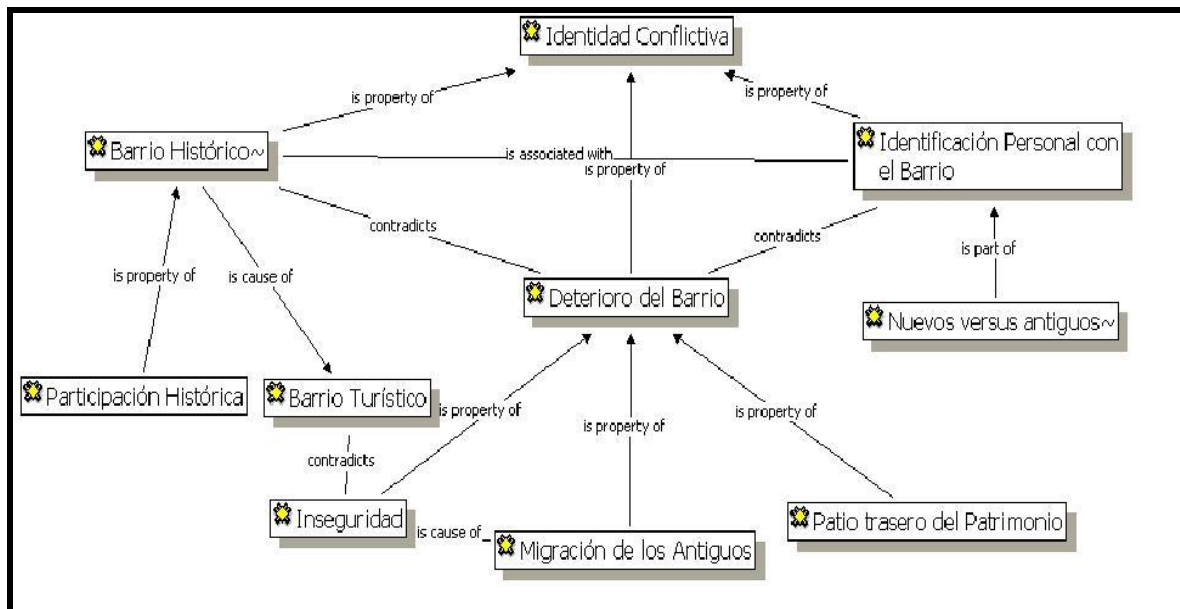 Identidad Conflictiva
is property of
is property of
Barrio Histórico~
Identificación Personal con
el Barrio
is associated with
is property of
contradicts
contradicts
is property of
is cause of
is part of
Deterioro del Barrio
Nuevos versus antiguos~
Participación Histórica
Barrio Turístico
is property of
is property of
is property of
contradicts
Inseguridad
is cause of
Migración de los Antiguos
Patio trasero del Patrimonio